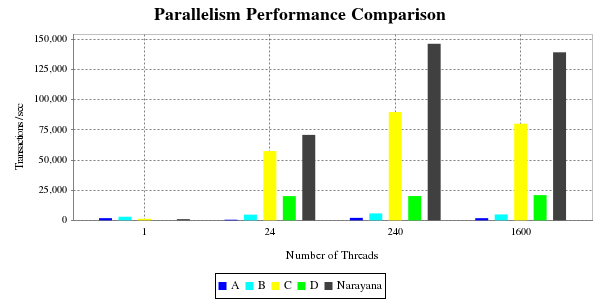 Parallelism Performance Comparison
150,000
125,000
100,000
75,000
50,000
25,000
0
Transactions/sec
1 24 240 1600
Number of Threads
A B C D Narayana